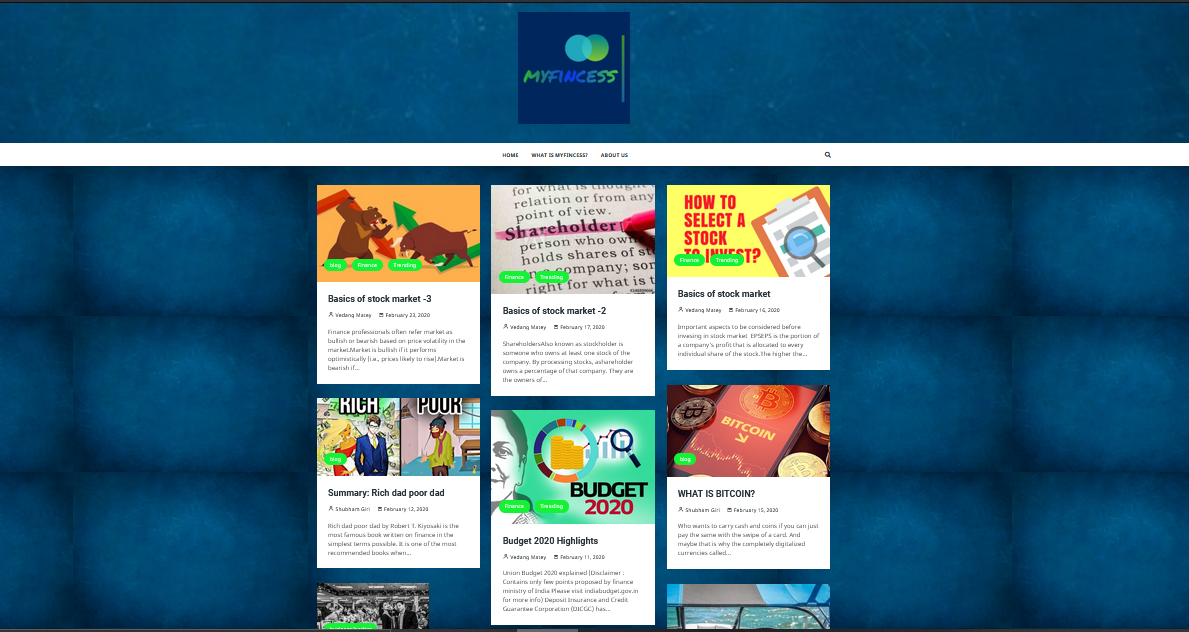 MYFINCESS
HOME WHAT IS MYFINCESS? ABOUT US
blog Finance Trending
Basics of stock market -3
Vedang Matey February 23, 2020
Finance professionals often refer market as
bullish or bearish based on price volatility in the
market.Market is bullish if it performs
optimistically (i.e., prices likely to rise).Market is
bearish if...
for what is thought
relation or from any
point of view.
Shareholder
person who own
holds shares of st
company; som
right for what is t
Finance Trending
Basics of stock market -2
Vedang Matey February 17, 2020
ShareholdersAlso known as stockholder is
someone who owns at least one stock of the
company. By processing stocks, ashareholder
owns a percentage of that company. They are
the owners of...
HOW TO
SELECT A
STOCK
TO INVEST?
Finance Trending
Basics of stock market
Vedang Matey February 16, 2020
Important aspects to be considered before
invesing in stock market EPSEPS is the portion of
a company's profit that is allocated to every
individual share of the stock.The higher the...
RICH POOR
blog
Summary: Rich dad poor dad
Shubham Giri February 12, 2020
Rich dad poor dad by Robert T. Kiyosaki is the
most famous book written on finance in the
simplest terms possible. It is one of the most
recommended books when...
BUDGET
2020
Finance Trending
Budget 2020 Highlights
Vedang Matey February 11, 2020
Union Budget 2020 explained (Disclaimer :
Contains only few points proposed by finance
ministry of India Please visit indiabudget.gov.in
for more info) Deposit Insurance and Credit
Guarantee Corporation (DICGC) has...
BITCOIN
blog
WHAT IS BITCOIN?
Shubham Giri February 15, 2020
Who wants to carry cash and coins if you can just
pay the same with the swipe of a card. And
maybe that is why the completely digitalized
currencies called...